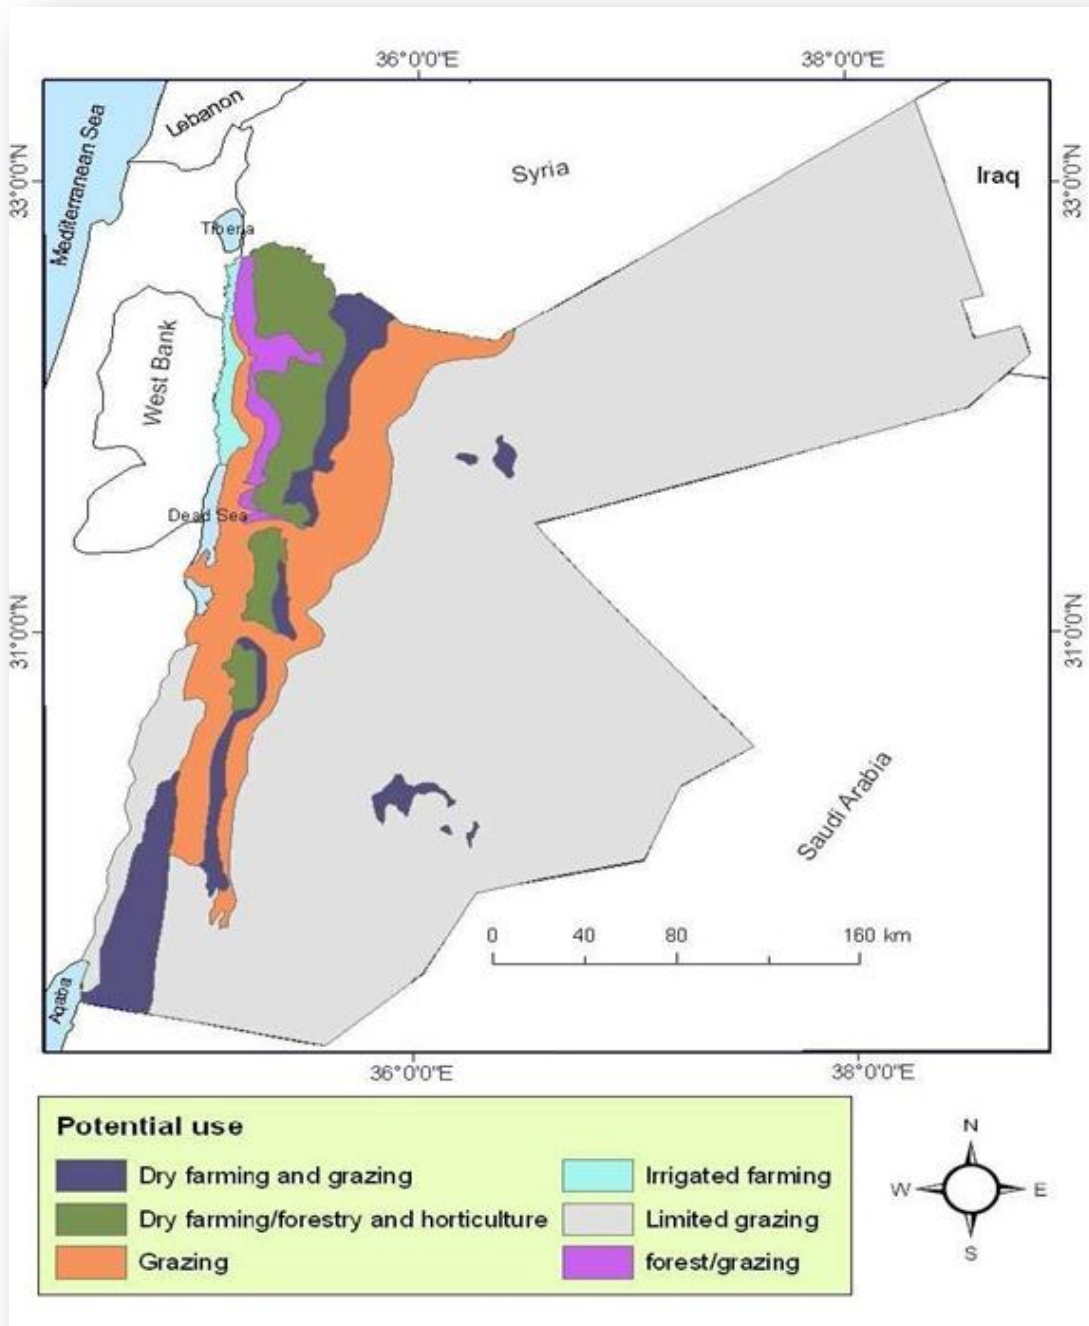 36°0'0"E
38°0'0"E
Mediterranean Sea
Lebanon
Syria
Iraq
33°0'0"N
33°0'0"N
Tiberia
West Bank
Dead Sea
31°0'0"N
31°0'0"N
Saudi Arabia
0 40 80 160 km
Aqaba
36°0'0"E
38°0'0"E
Potential use
Dry farming and grazing
Dry farming/forestry and horticulture
Grazing
Irrigated farming
Limited grazing
forest/grazing
N
W
E
S